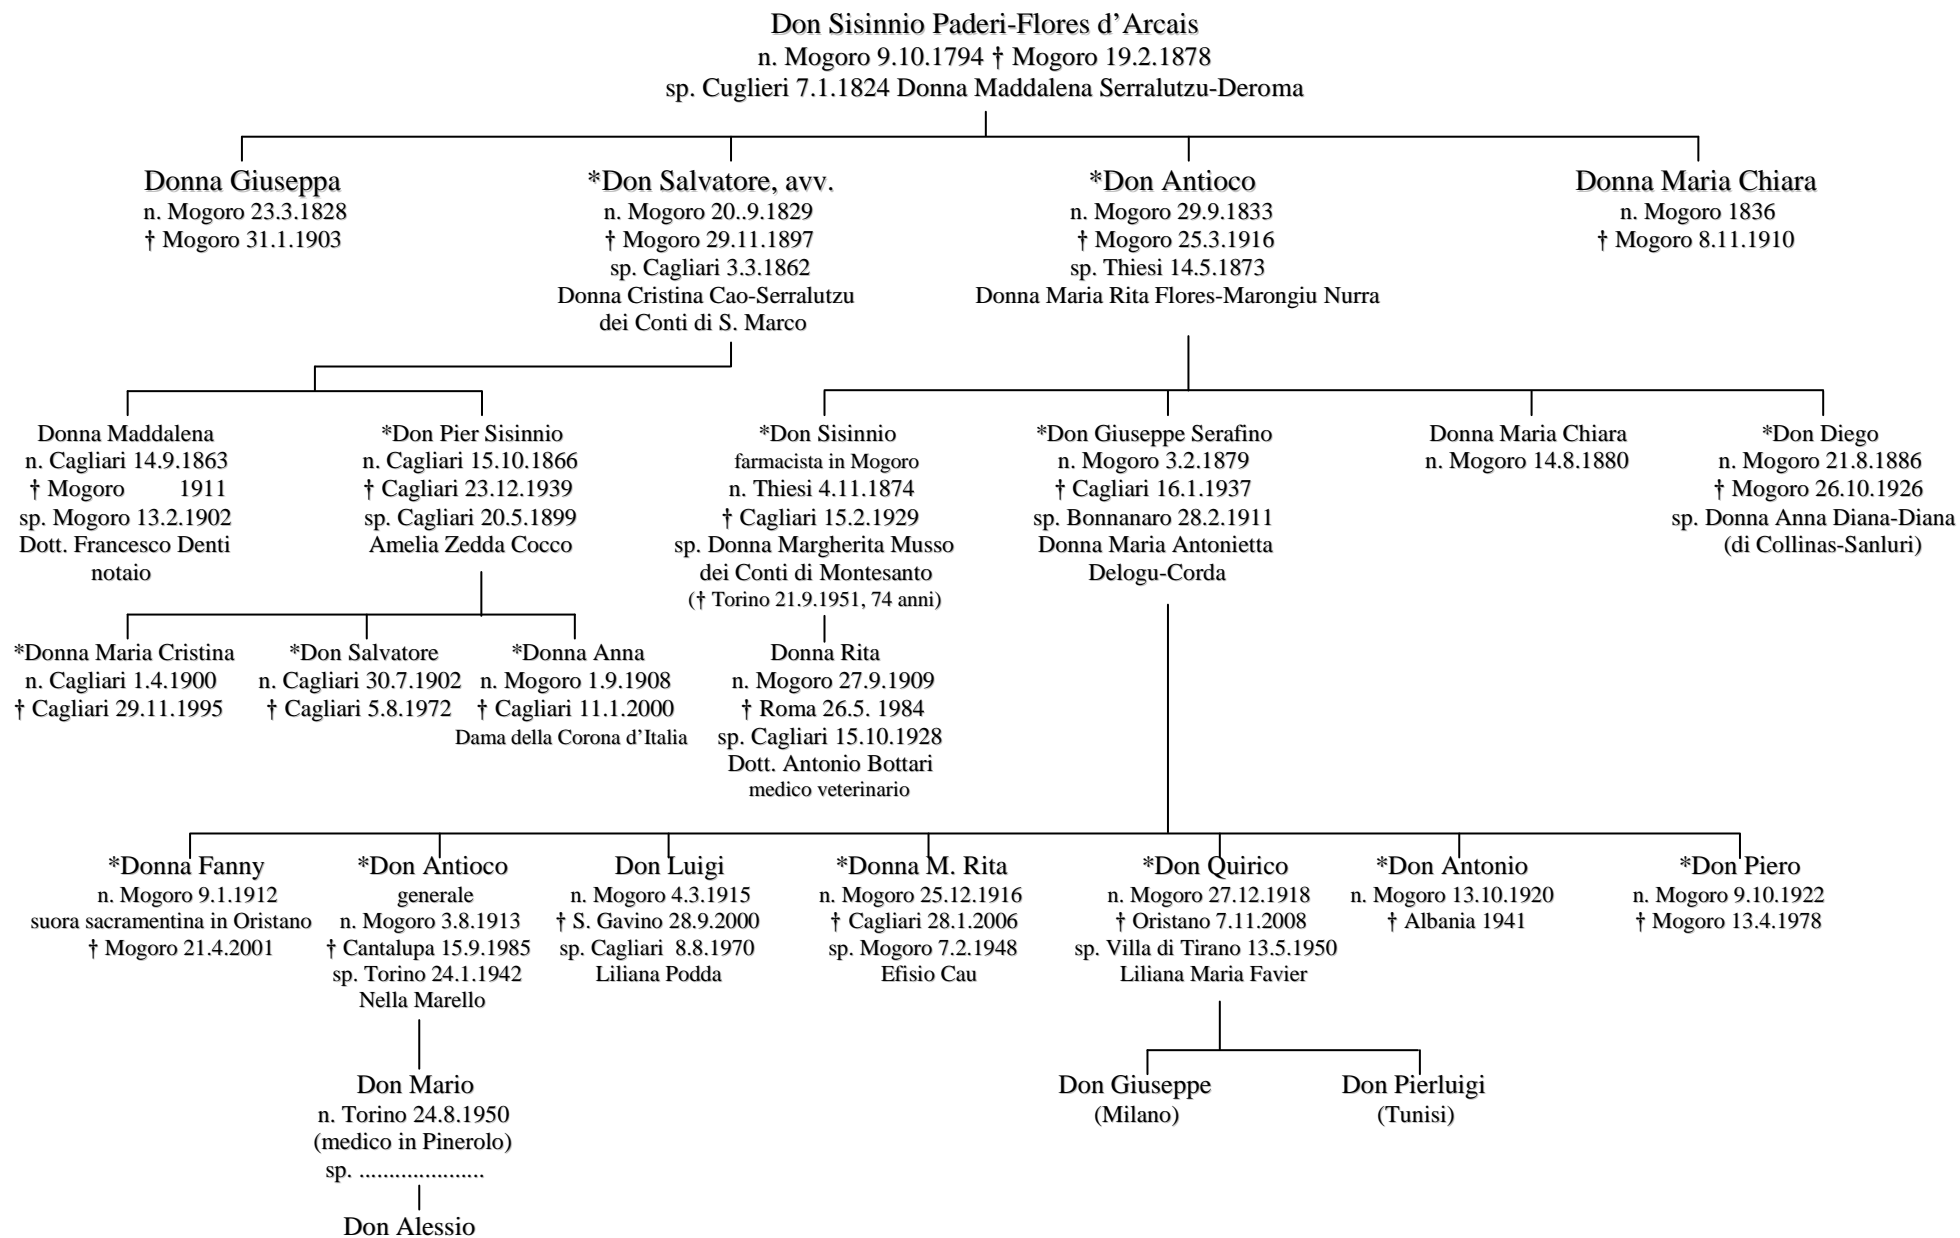 Don Sisinnio Paderi-Flores d’Arcais
n. Mogoro 9.10.1794 † Mogoro 19.2.1878
sp. Cuglieri 7.1.1824 Donna Maddalena Serralutzu-Deroma
Donna Giuseppa
n. Mogoro 23.3.1828
† Mogoro 31.1.1903
*Don Salvatore, avv.
n. Mogoro 20..9.1829
† Mogoro 29.11.1897
sp. Cagliari 3.3.1862
Donna Cristina Cao-Serralutzu
dei Conti di S. Marco
*Don Antioco
n. Mogoro 29.9.1833
† Mogoro 25.3.1916
sp. Thiesi 14.5.1873
Donna Maria Rita Flores-Marongiu Nurra
Donna Maria Chiara
n. Mogoro 1836
† Mogoro 8.11.1910
Donna Maddalena
n. Cagliari 14.9.1863
† Mogoro 1911
sp. Mogoro 13.2.1902
Dott. Francesco Denti
notaio
*Don Pier Sisinnio
n. Cagliari 15.10.1866
† Cagliari 23.12.1939
sp. Cagliari 20.5.1899
Amelia Zedda Cocco
*Don Sisinnio
farmacista in Mogoro
n. Thiesi 4.11.1874
† Cagliari 15.2.1929
sp. Donna Margherita Musso
dei Conti di Montesanto
(† Torino 21.9.1951, 74 anni)
*Don Giuseppe Serafino
n. Mogoro 3.2.1879
† Cagliari 16.1.1937
sp. Bonnanaro 28.2.1911
Donna Maria Antonietta
Delogu-Corda
Donna Maria Chiara
n. Mogoro 14.8.1880
*Don Diego
n. Mogoro 21.8.1886
† Mogoro 26.10.1926
sp. Donna Anna Diana-Diana
(di Collinas-Sanluri)
*Donna Maria Cristina
n. Cagliari 1.4.1900
† Cagliari 29.11.1995
*Don Salvatore
n. Cagliari 30.7.1902
† Cagliari 5.8.1972
*Donna Anna
n. Mogoro 1.9.1908
† Cagliari 11.1.2000
Dama della Corona d’Italia
Donna Rita
n. Mogoro 27.9.1909
† Roma 26.5. 1984
sp. Cagliari 15.10.1928
Dott. Antonio Bottari
medico veterinario
*Donna Fanny
n. Mogoro 9.1.1912
suora sacramentina in Oristano
† Mogoro 21.4.2001
*Don Antioco
generale
n. Mogoro 3.8.1913
† Cantalupa 15.9.1985
sp. Torino 24.1.1942
Nella Marello
Don Luigi
n. Mogoro 4.3.1915
† S. Gavino 28.9.2000
sp. Cagliari 8.8.1970
Liliana Podda
*Donna M. Rita
n. Mogoro 25.12.1916
† Cagliari 28.1.2006
sp. Mogoro 7.2.1948
Efisio Cau
*Don Quirico
n. Mogoro 27.12.1918
† Oristano 7.11.2008
sp. Villa di Tirano 13.5.1950
Liliana Maria Favier
*Don Antonio
n. Mogoro 13.10.1920
† Albania 1941
*Don Piero
n. Mogoro 9.10.1922
† Mogoro 13.4.1978
Don Mario
n. Torino 24.8.1950
(medico in Pinerolo)
sp. .....................
Don Giuseppe
(Milano)
Don Pierluigi
(Tunisi)
Don Alessio